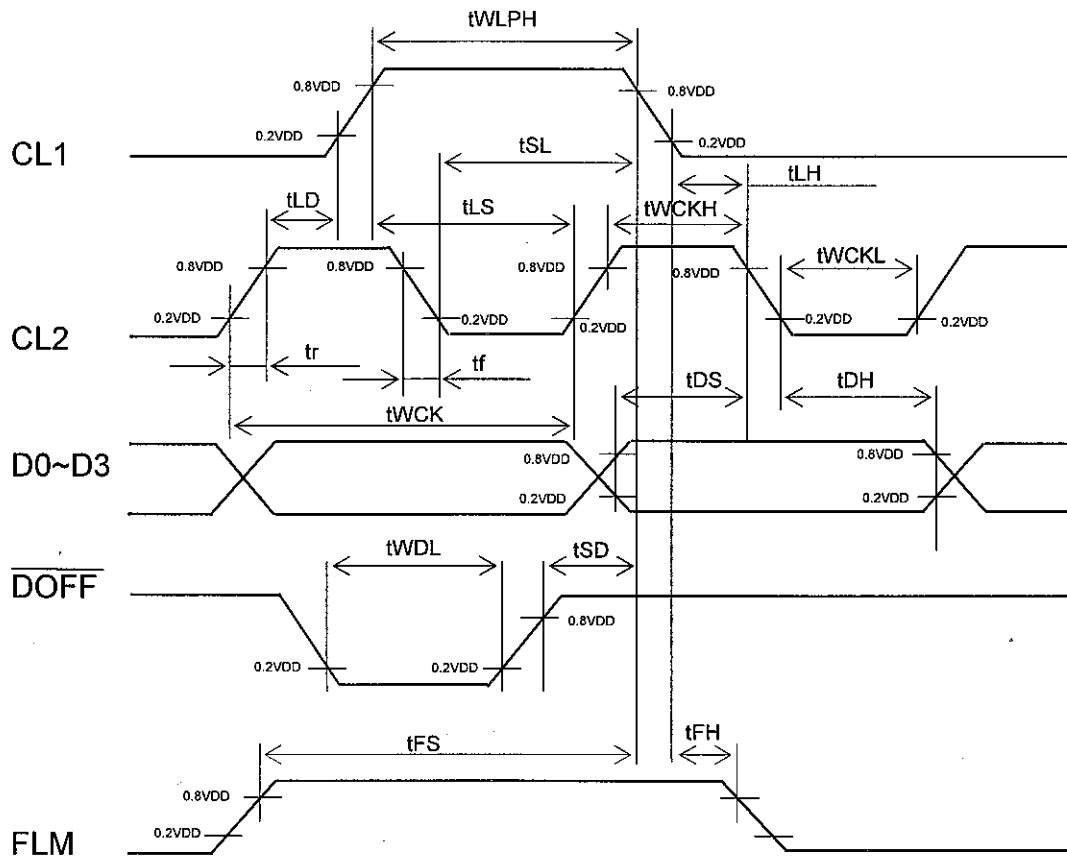 tWLPH
0.8VDD 0.8VDD
0.2VDD 0.2VDD
CL1
tSL
tLH
tLD tLS tWCKH
0.8VDD 0.8VDD 0.8VDD 0.8VDD tWCKL
0.2VDD 0.2VDD 0.2VDD 0.2VDD 0.2VDD
CL2
tr tf
tDS tDH
tWCK
D0~D3
0.8VDD 0.8VDD
0.2VDD 0.2VDD
tWDL tSD
DOFF
0.8VDD
0.2VDD 0.2VDD
tFS tFH
0.8VDD
0.2VDD
FLM